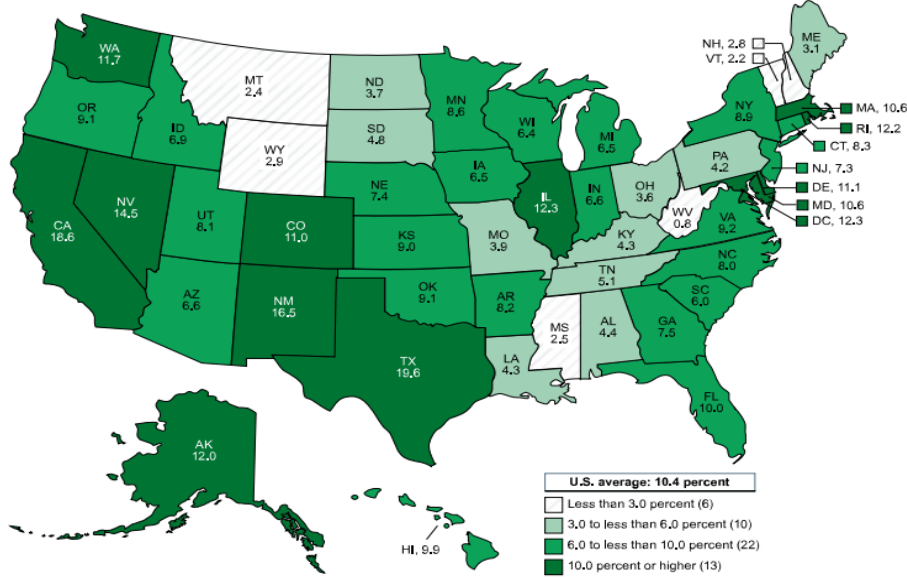 WA
11.7
OR
9.1
CA
18.6
NV
14.5
ID
6.9
MT
2.4
WY
2.9
UT
8.1
AZ
6.6
CO
11.0
NM
16.5
ND
3.7
SD
4.8
NE
7.4
KS
9.0
OK
9.1
TX
19.6
MN
8.6
IA
6.5
MO
3.9
AR
8.2
LA
4.3
WI
6.4
IL
12.3
MI
6.5
IN
6.6
OH
3.6
KY
4.3
TN
5.1
MS
2.5
AL
4.4
GA
7.5
FL
10.0
SC
6.0
NC
8.0
VA
9.2
WV
0.8
PA
4.2
NY
8.9
ME
3.1
NH, 2.8
VT, 2.2
MA, 10.6
RI, 12.2
CT, 8.3
NJ, 7.3
DE, 11.1
MD, 10.6
DC, 12.3
AK
12.0
HI, 9.9
U.S. average: 10.4 percent
Less than 3.0 percent (6)
3.0 to less than 6.0 percent (10)
6.0 to less than 10.0 percent (22)
10.0 percent or higher (13)